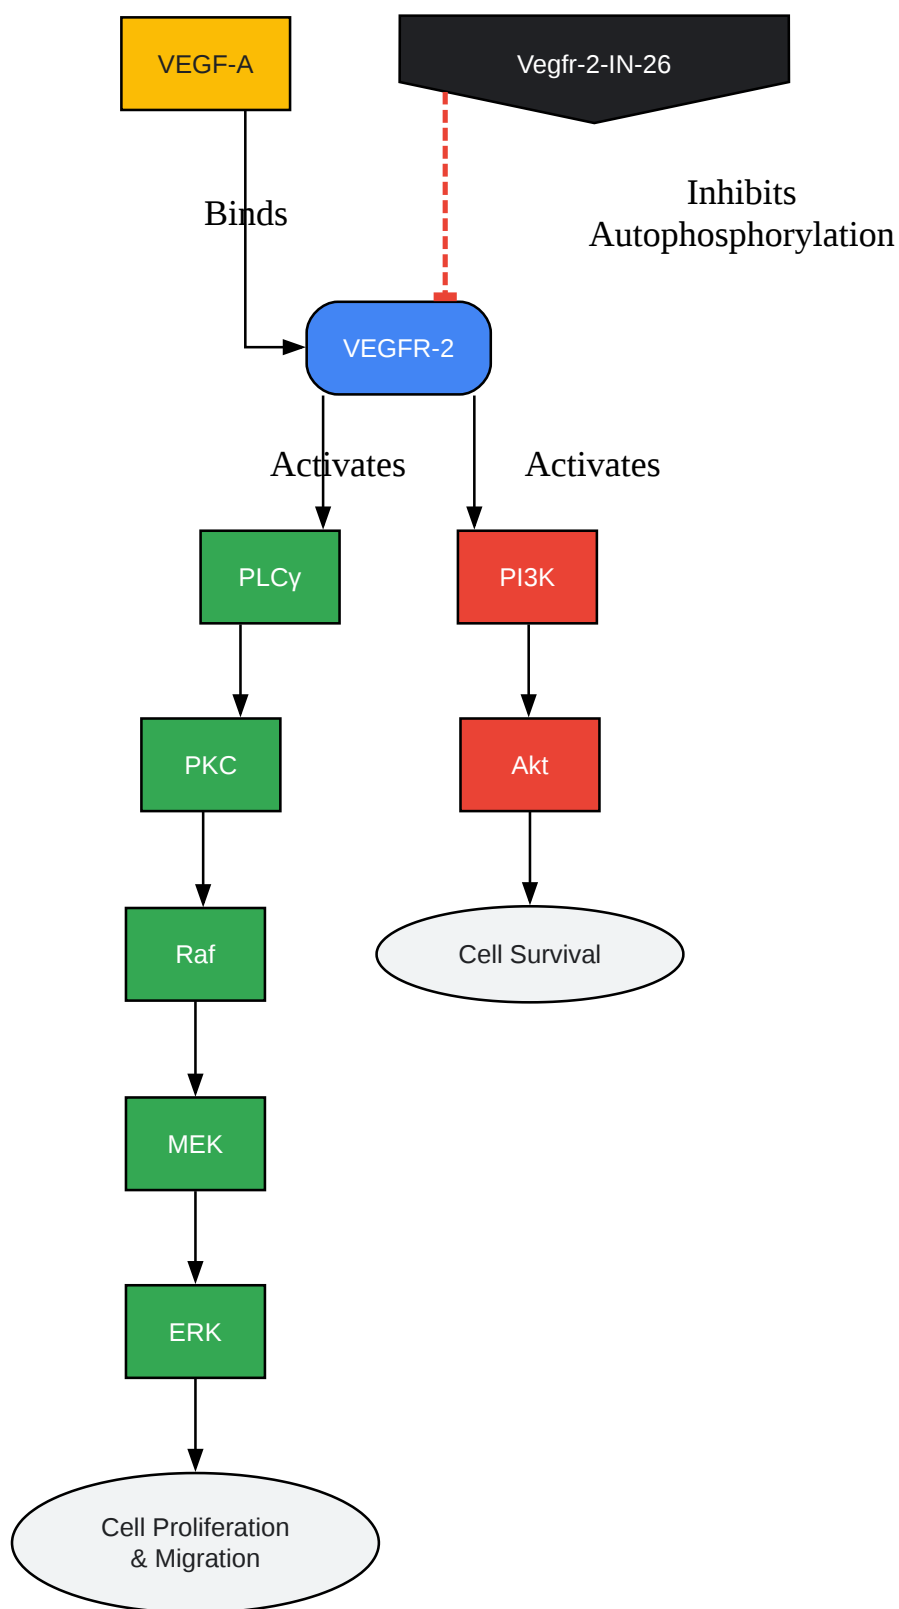 VEGF-A
Vegfr-2-IN-26
Binds
Inhibits
Autophosphorylation
VEGFR-2
Activates
Activates
PLCγ
PI3K
PKC
Akt
Raf
Cell Survival
MEK
ERK
Cell Proliferation
& Migration